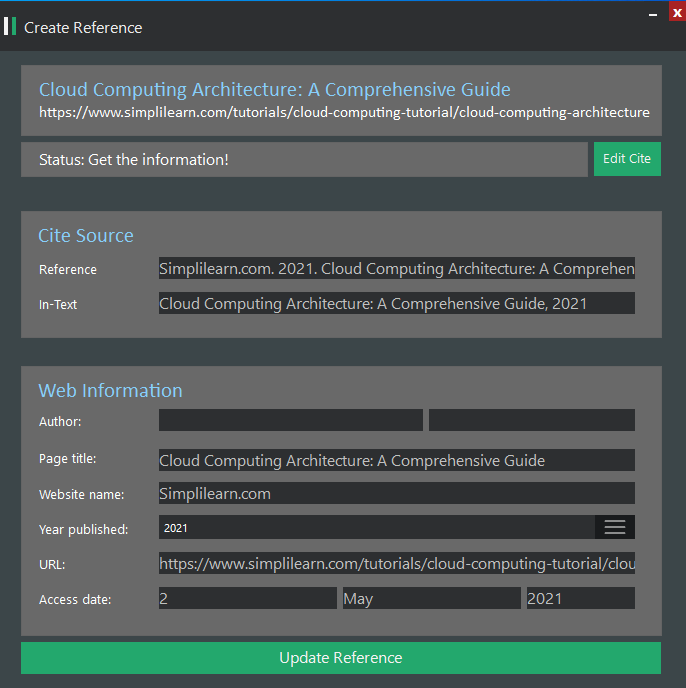 Create Reference
Cloud Computing Architecture: A Comprehensive Guide
https://www.simplilearn.com/tutorials/cloud-computing-tutorial/cloud-computing-architecture
Status: Get the information!
Edit Cite
Cite Source
Reference Simplilearn.com. 2021. Cloud Computing Architecture: A Comprehen
In-Text Cloud Computing Architecture: A Comprehensive Guide, 2021
Web Information
Author:
Page title: Cloud Computing Architecture: A Comprehensive Guide
Website name: Simplilearn.com
Year published: 2021
URL: https://www.simplilearn.com/tutorials/cloud-computing-tutorial/clou
Access date: 2 May 2021
Update Reference